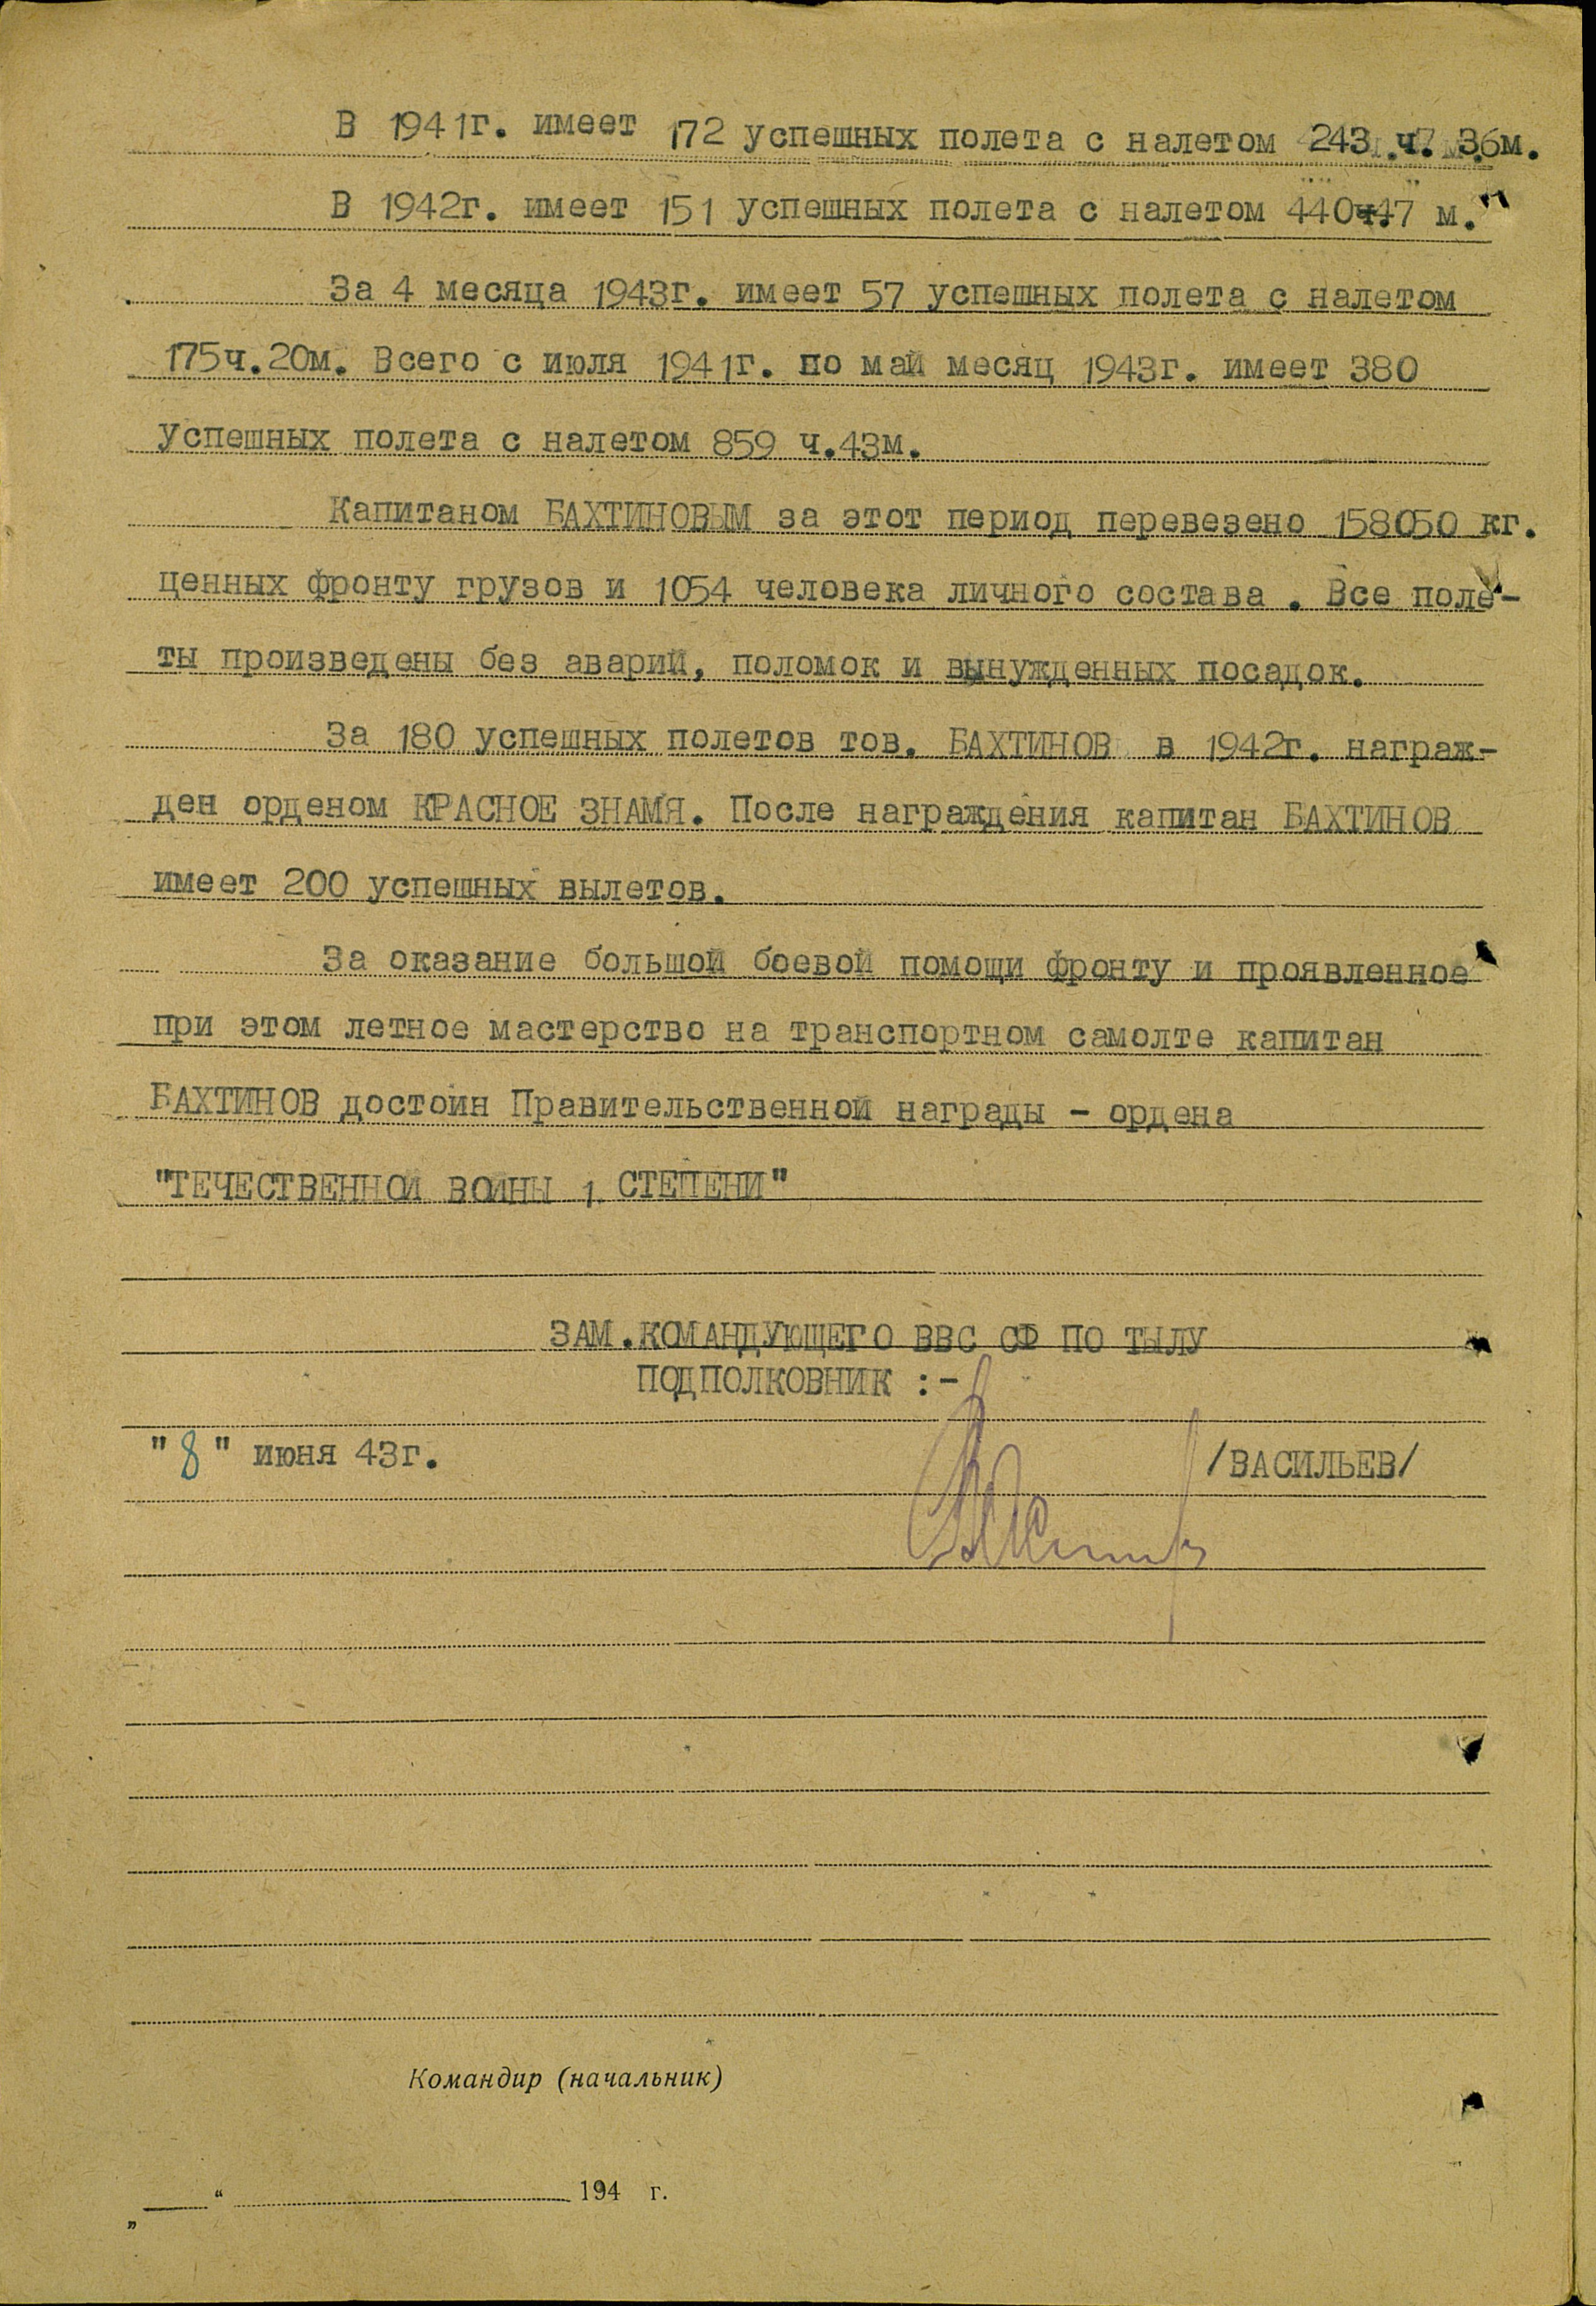 В 1941г. имеет 172 успешных полета с налетом 243 ч. 36м.
В 1942г. имеет 151 успешных полета с налетом 440ч.47 м.
За 4 месяца 1943г. имеет 57 успешных полета с налетом
175ч.20м. Всего с июля 1941г. по май месяц 1943г. имеет 380
успешных полета с налетом 859 ч.43м.
Капитаном БАХТИНОВЫМ за этот период перевезено 158050 кг.
ценных фронту грузов и 1054 человека личного состава . Все поле-
ты произведены без аварий, поломок и вынужденных посадок.
За 180 успешных полетов тов. БАХТИНОВ в 1942г. награж-
ден орденом КРАСНОЕ ЗНАМЯ. После награждения капитан БАХТИНОВ
имеет 200 успешных вылетов.
За оказание большой боевой помощи фронту и проявленное
при этом летное мастерство на транспортном самолте капитан
БАХТИНОВ достоин Правительственной награды - ордена
"ТЕЧЕСТВЕННОЙ ВОЙНЫ 1 СТЕПЕНИ"
ЗАМ.КОМАНДУЮЩЕГО ВВС СФ ПО ТЫЛУ
ПОДПОЛКОВНИК :-
"8" июня 43г. /ВАСИЛЬЕВ/
Командир (начальник)
„ “ 194 г.